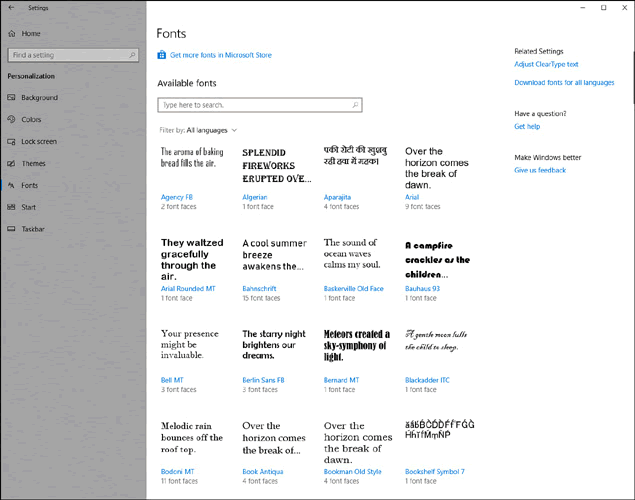 Settings
Home
Find a setting
Personalization
Background
Colors
Lock screen
Themes
Fonts
Start
Taskbar
Fonts
Get more fonts in Microsoft Store
Available fonts
Type here to search.
Filter by: All languages
The aroma of baking
bread fills the air.
Agency FB
2 font faces
SPLENDID
FIREWORKS
ERUPTED OVE...
Algerian
1 font face
पकी रोटी की खुशबु
रही हवा में महका।
Aparajita
4 font faces
Over the
horizon comes
the break of
dawn.
Arial
9 font faces
They waltzed
gracefully
through the
air.
Arial Rounded MT
1 font face
A cool summer
breeze
awakens the...
Bahnschrift
15 font faces
The sound of
ocean waves
calms my soul.
Baskerville Old Face
1 font face
A campfire
crackles as the
children...
Bauhaus 93
1 font face
Your presence
might be
invaluable.
Bell MT
3 font faces
The starry night
brightens our
dreams.
Berlin Sans FB
3 font faces
Meteors created a
sky-symphony of
light.
Bernard MT
1 font face
A gentle moon lulls
the child to sleep.
Blackadder ITC
1 font face
Melodic rain
bounces off the
roof top.
Bodoni MT
11 font faces
Over the
horizon comes
the break of...
Book Antiqua
4 font faces
Over the
horizon comes
the break of
dawn.
Bookman Old Style
4 font faces
Bookshelf Symbol 7
1 font face
Related Settings
Adjust ClearType text
Download fonts for all languages
Have a question?
Get help
Make Windows better
Give us feedback